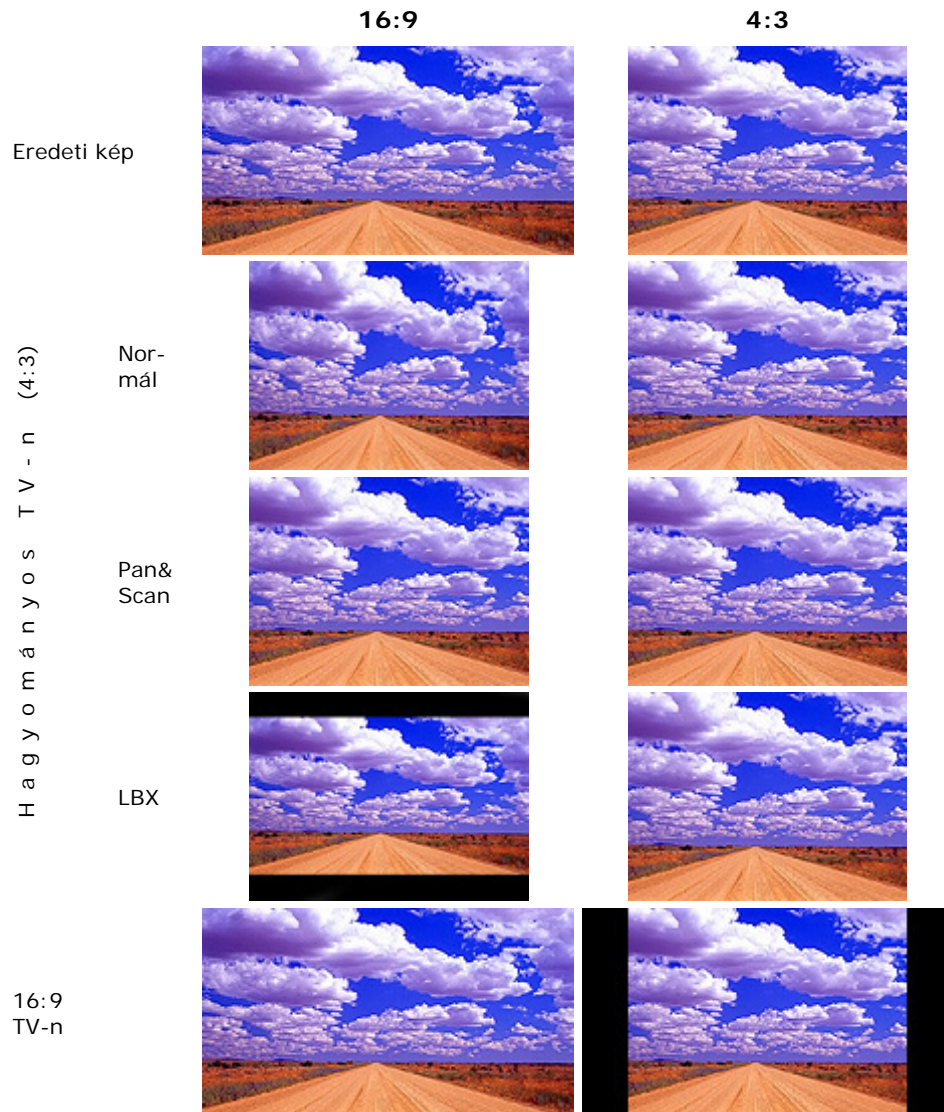 16:9 4:3
Eredeti kép
Hagyományos TV-n (4:3)
Nor-
mál
Pan&
Scan
LBX
16:9
TV-n